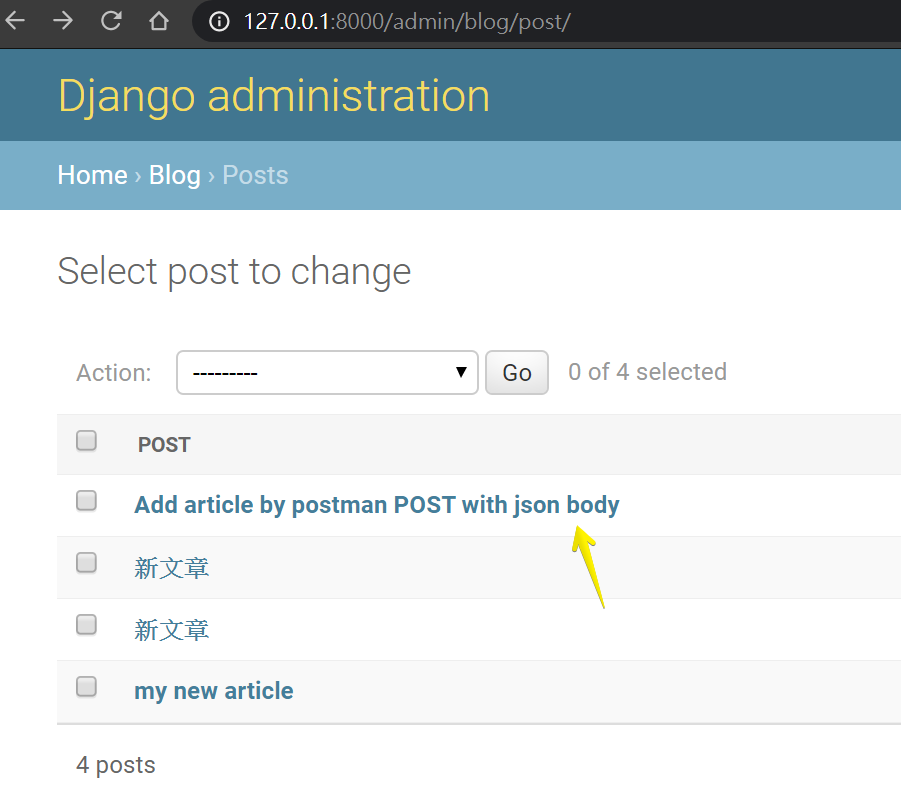 127.0.0.1:8000/admin/blog/post/
Django administration
Home › Blog › Posts
Select post to change
Action: --------- Go 0 of 4 selected
POST
Add article by postman POST with json body
新文章
新文章
my new article
4 posts